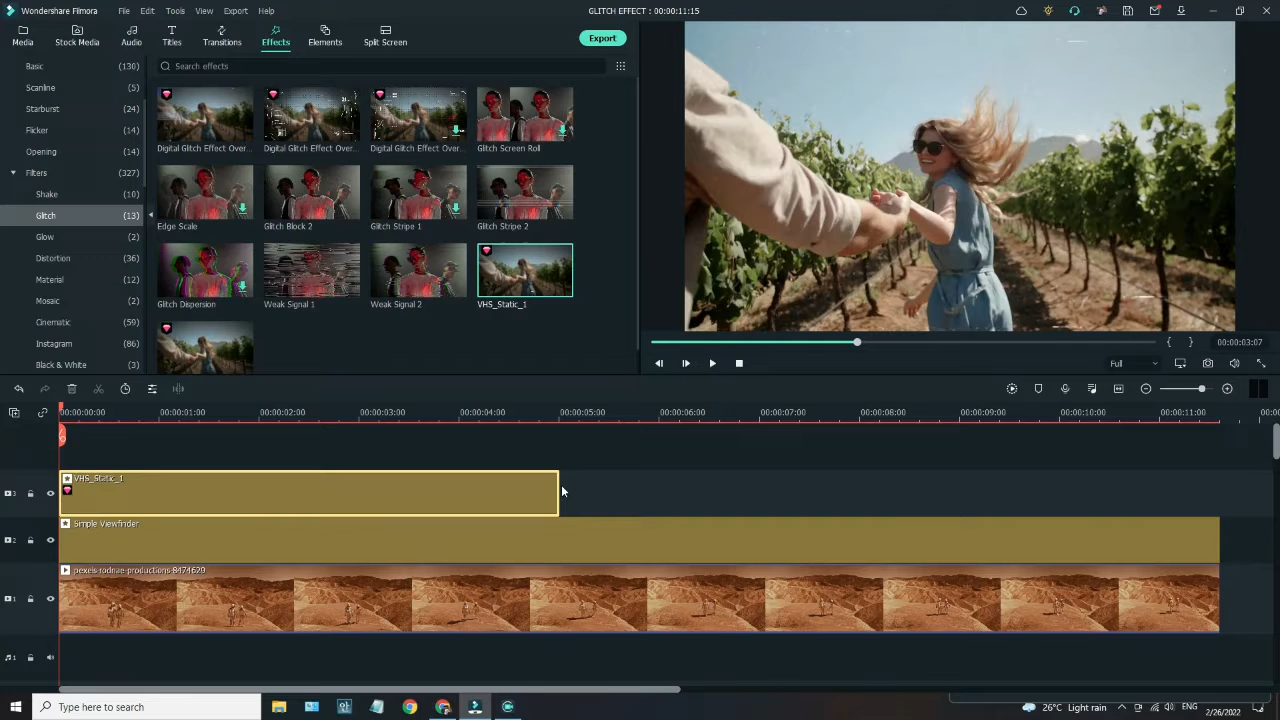 Wondershare Filmora
File
Edit
Tools
View
Export
Help
GLITCH EFFECT : 00:00:11:15
Media
Stock Media
Audio
Titles
Transitions
Effects
Elements
Split Screen
Export
Basic (130)
Scanline (5)
Starburst (24)
Flicker (14)
Opening (14)
Filters (327)
Shake (10)
Glitch (13)
Glow (2)
Distortion (36)
Material (12)
Mosaic (2)
Cinematic (59)
Instagram (86)
Black & White (3)
Search effects
Digital Glitch Effect Over...
Digital Glitch Effect Over...
Digital Glitch Effect Over...
Glitch Screen Roll
Edge Scale
Glitch Block 2
Glitch Stripe 1
Glitch Stripe 2
Glitch Dispersion
Weak Signal 1
Weak Signal 2
VHS_Static_1
{ } 00:00:03:07
Full
00:00:00:00
00:00:01:00
00:00:02:00
00:00:03:00
00:00:04:00
00:00:05:00
00:00:06:00
00:00:07:00
00:00:08:00
00:00:09:00
00:00:10:00
00:00:11:00
VHS_Static_1
3
Simple Viewfinder
2
pexels-rodnae-productions-8474629
1
1
Type here to search
26°C Light rain
ENG
2/26/2022